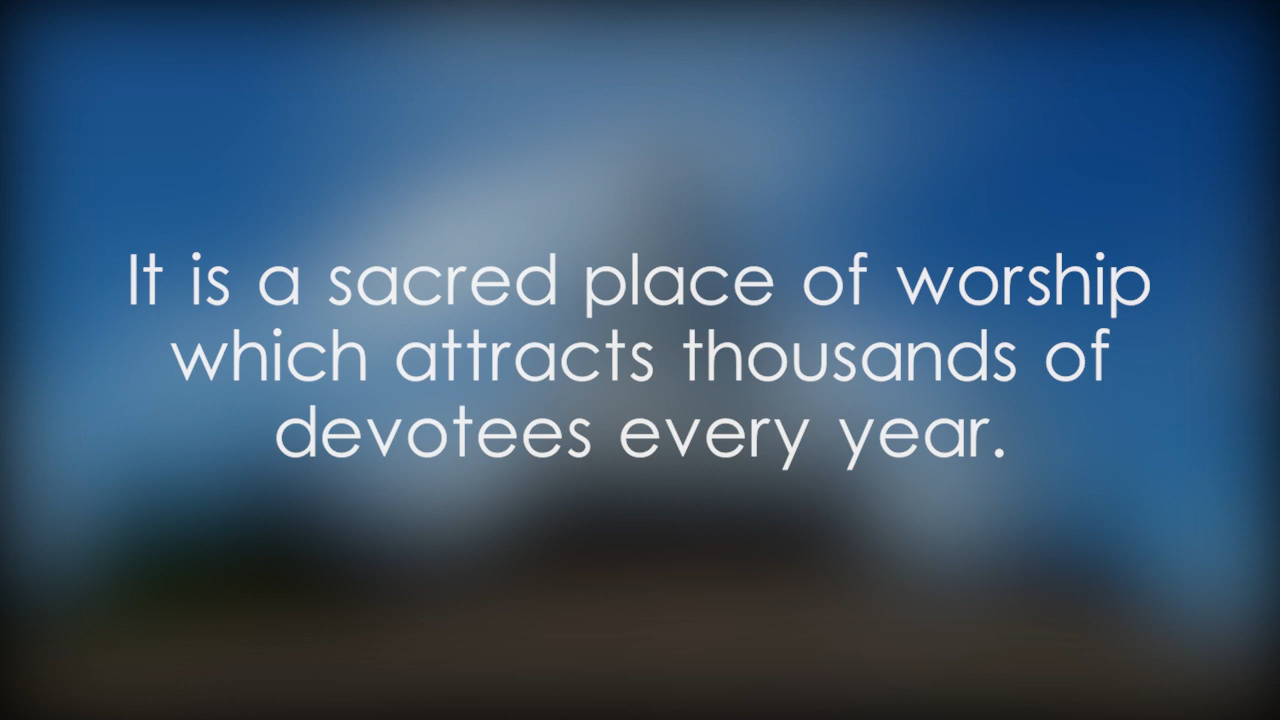 It is a sacred place of worship
which attracts thousands of
devotees every year.